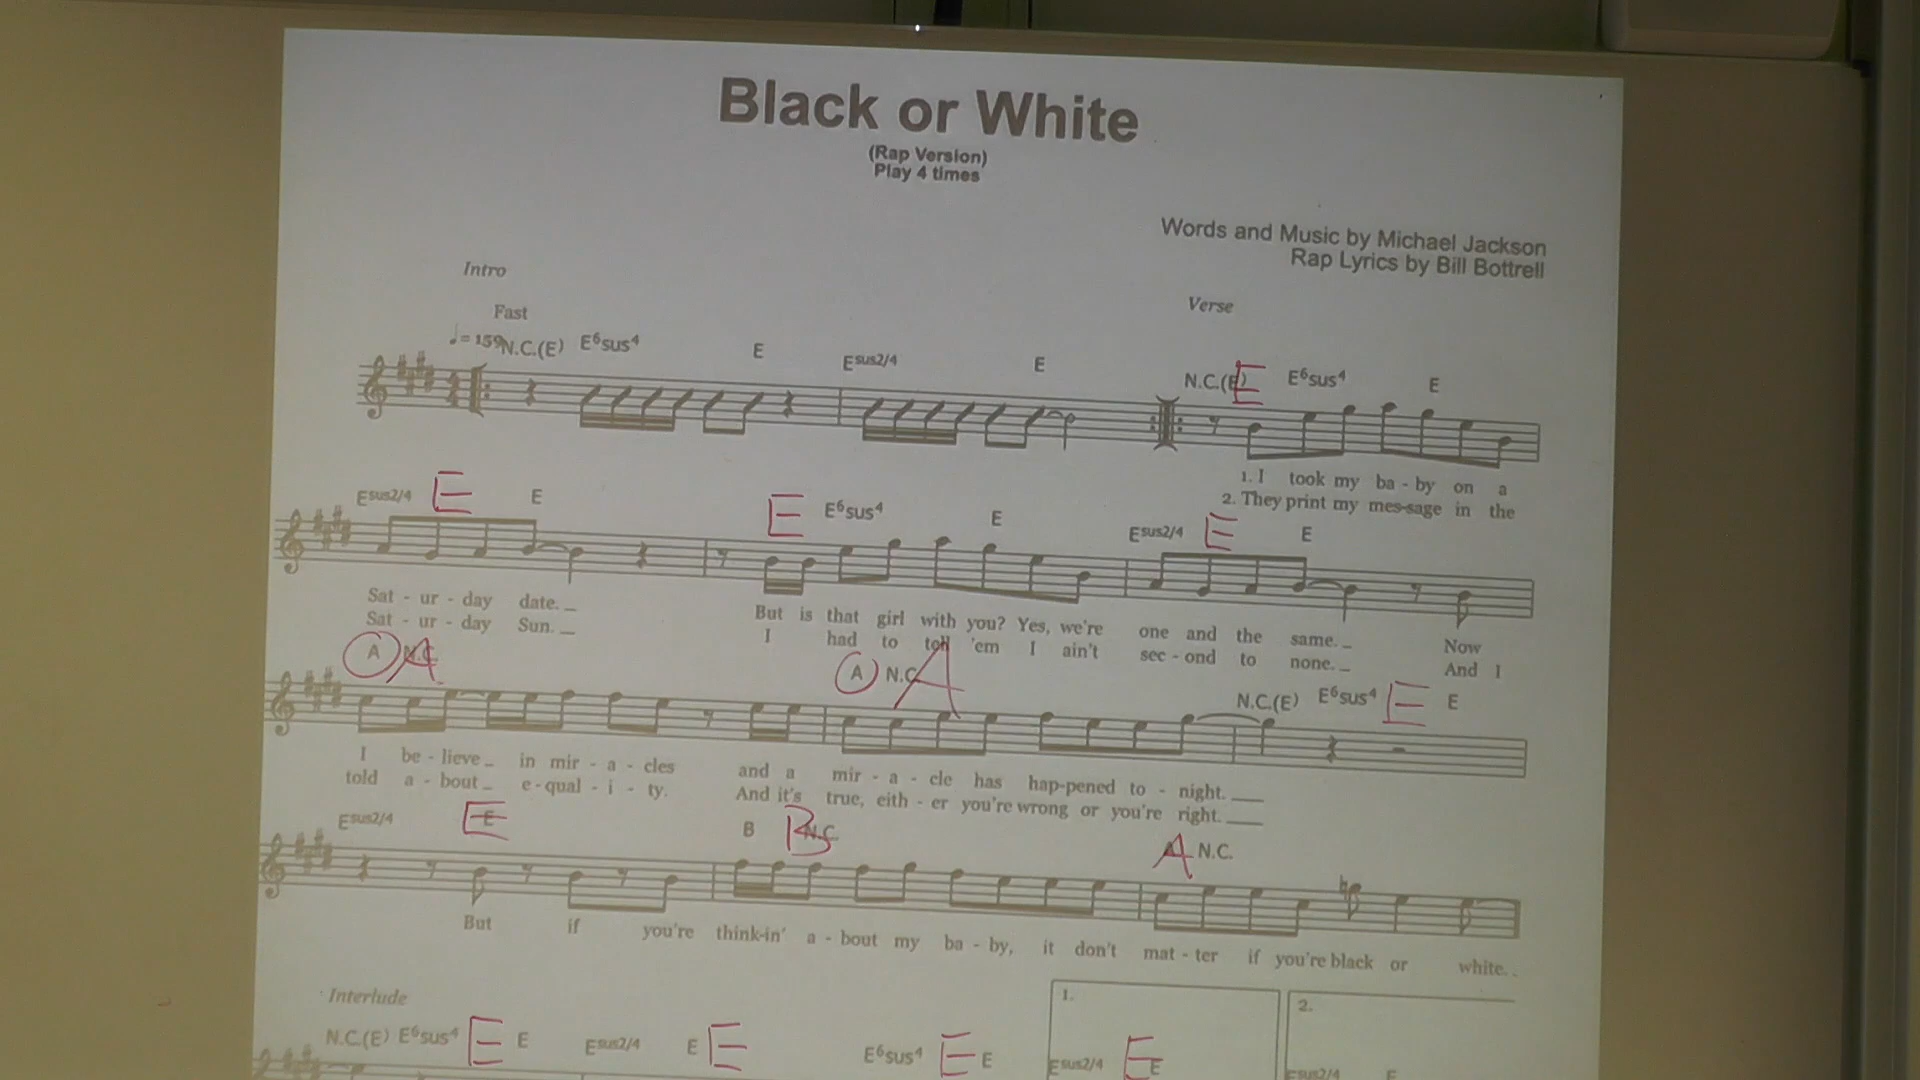 Black or White
(Rap Version)
Play 4 times
Words and Music by Michael Jackson
Rap Lyrics by Bill Bottrell
Intro
Verse
Fast
♩= 159 N.C.(E) E6sus4 E Esus2/4 E N.C.(E) E E6sus4 E
1. I took my ba - by on a
2. They print my mes-sage in the
Esus2/4 E E E E6sus4 E Esus2/4 E E
Sat - ur - day date. _ But is that girl with you? Yes, we're one and the same. _ Now
Sat - ur - day Sun. _ I had to tell 'em I ain't sec - ond to none. _ And I
A A N.C. A N.C. A N.C.(E) E6sus4 E E
I be - lieve _ in mir - a - cles and a mir - a - cle has hap-pened to - night. ___
told a - bout _ e - qual - i - ty. And it's true, eith - er you're wrong or you're right. ___
Esus2/4 E E B B N.C. A N.C.
But if you're think-in' a - bout my ba - by, it don't mat - ter if you're black or white. .
Interlude
1. 2.
N.C.(E) E6sus4 E E Esus2/4 E E E6sus4 E E Esus2/4 E E Esus2/4 E